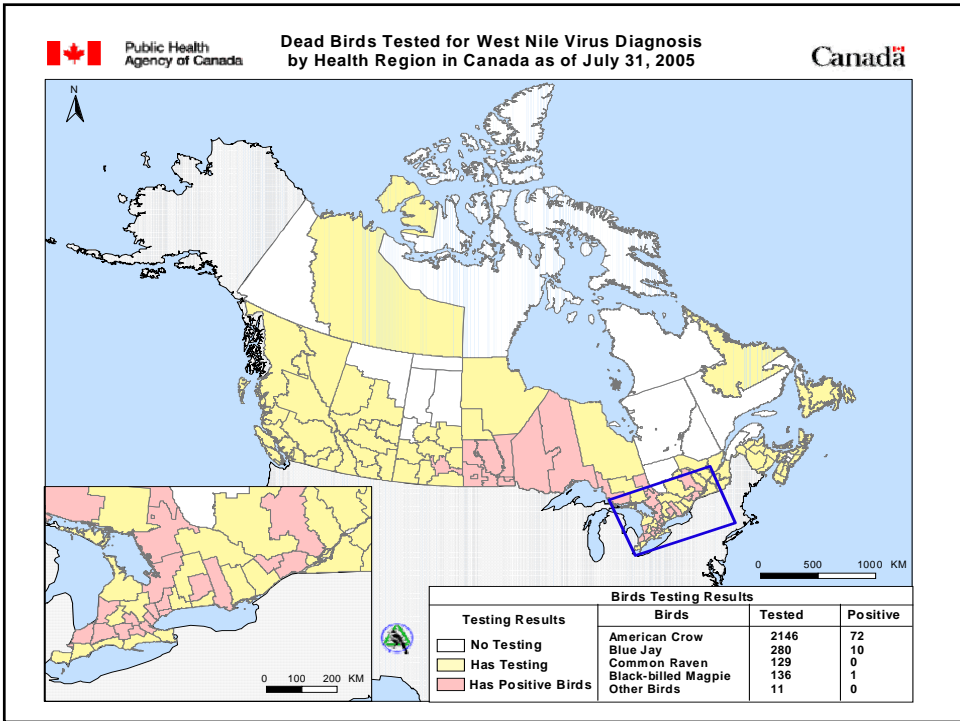 Public Health
Agency of Canada
Dead Birds Tested for West Nile Virus Diagnosis
by Health Region in Canada as of July 31, 2005
Canada
N
0 500 1000 KM
0 100 200 KM
Birds Testing Results
Testing Results
No Testing
Has Testing
Has Positive Birds
Birds Tested Positive
American Crow 2146 72
Blue Jay 280 10
Common Raven 129 0
Black-billed Magpie 136 1
Other Birds 11 0